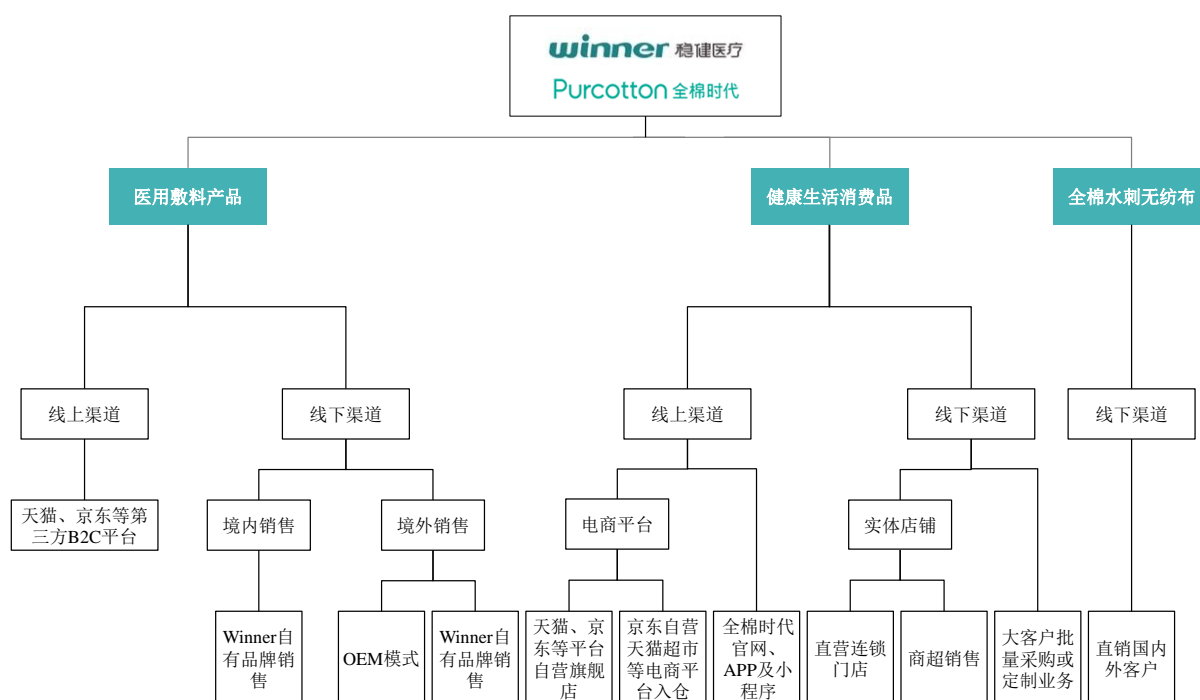 winner 稳健医疗
Purcotton 全棉时代
医用敷料产品
健康生活消费品
全棉水刺无纺布
线上渠道
线下渠道
线上渠道
线下渠道
线下渠道
天猫、京东等第
三方B2C平台
境内销售
境外销售
电商平台
实体店铺
Winner自
有品牌销
售
OEM模式
Winner自
有品牌销
售
天猫、京
东等平台
自营旗舰
店
京东自营
天猫超市
等电商平
台入仓
全棉时代
官网、
APP及小
程序
直营连锁
门店
商超销售
大客户批
量采购或
定制业务
直销国内
外客户